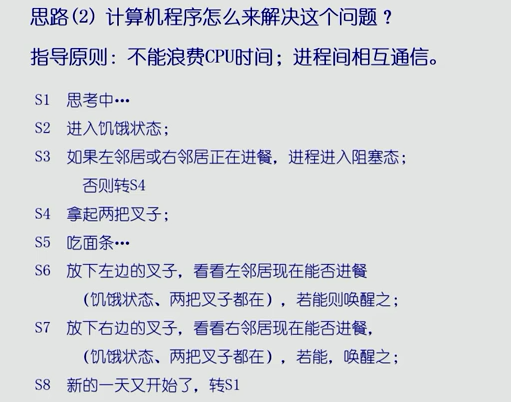 思路(2) 计算机程序怎么来解决这个问题？
指导原则：不能浪费CPU时间；进程间相互通信。
S1 思考中…
S2 进入饥饿状态；
S3 如果左邻居或右邻居正在进餐，进程进入阻塞态；
否则转S4
S4 拿起两把叉子；
S5 吃面条…
S6 放下左边的叉子，看看左邻居现在能否进餐
（饥饿状态、两把叉子都在），若能则唤醒之；
S7 放下右边的叉子，看看右邻居现在能否进餐，
（饥饿状态、两把叉子都在），若能，唤醒之；
S8 新的一天又开始了，转S1